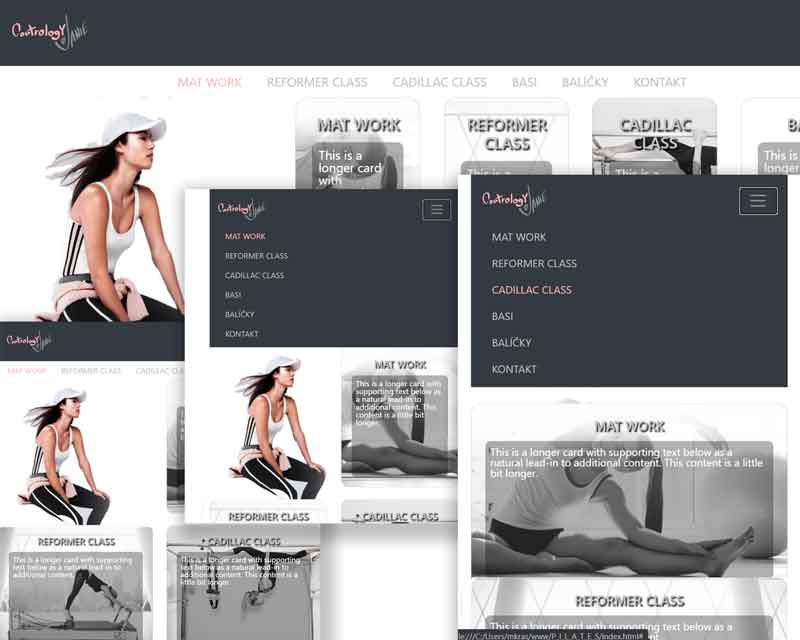 Contrology
JANIE
MAT WORK REFORMER CLASS CADILLAC CLASS BASI BALÍČKY KONTAKT
MAT WORK
This is a
longer card
with
REFORMER
CLASS
This is a
CADILLAC
CLASS
This is a
This is
longer
Contrology
JANIE
MAT WORK REFORMER CLASS CADILLAC CLA
REFORMER CLASS
This is a longer card with supporting
text below as a natural lead-in to
additional content.
CADILLAC CLASS
This is a longer card with supporting
text below as a natural lead-in to
additional content. This content is a
little bit longer.
Contrology
JANIE
MAT WORK
REFORMER CLASS
CADILLAC CLASS
BASI
BALÍČKY
KONTAKT
MAT WORK
This is a longer card with
supporting text below as
a natural lead-in to
additional content. This
content is a little bit
longer.
REFORMER CLASS
CADILLAC CLASS
Contrology
JANIE
MAT WORK
REFORMER CLASS
CADILLAC CLASS
BASI
BALÍČKY
KONTAKT
MAT WORK
This is a longer card with supporting text below as a
natural lead-in to additional content. This content is a little
bit longer.
REFORMER CLASS
This is a longer card with supporting text below as a
le:///C:/Users/mkras/www/P_I_L_A_T_E_S/index.html#